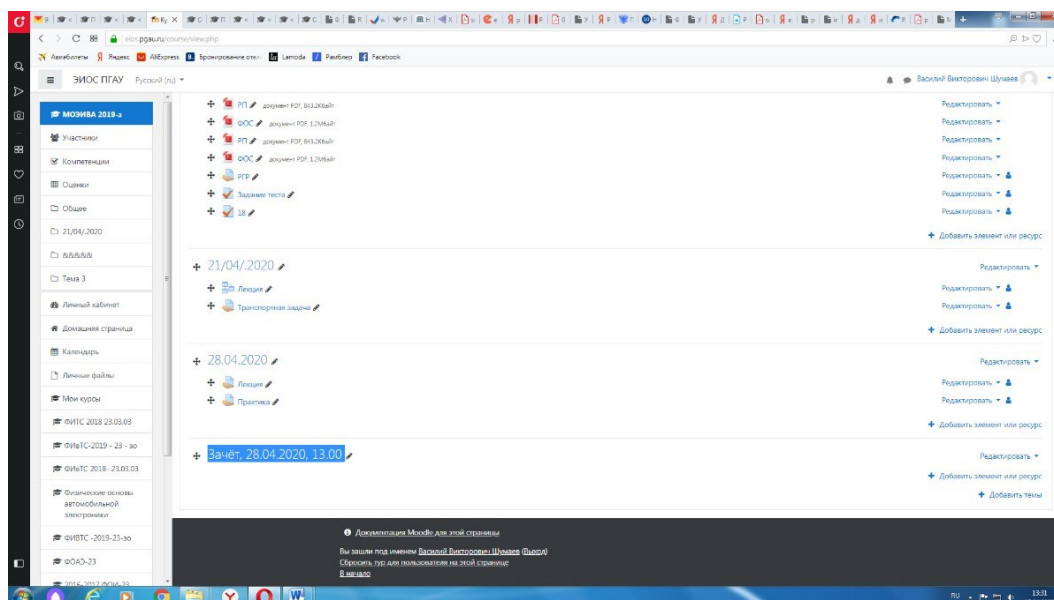 eios.pgau.ru/course/view.php
Авиабилеты Яндекс AliExpress Бронирование отел Lamoda Рамблер Facebook
ЭИОС ПГАУ Русский (ru)
Василий Викторович Шумаев
МОЭИВА 2019-з
Участники
Компетенции
Оценки
Общее
21/04/.2020
&&&&&
Тема 3
Личный кабинет
Домашняя страница
Календарь
Личные файлы
Мои курсы
ФИТС 2018 23.03.03
ФИвТС-2019 - 23 - зо
ФИвТС 2018- 23.03.03
Физические основы
автомобильной
электроники
ФИВТС -2019-23-зо
ФОАЭ-23
2016-2017 ФОИ-23
РП документ PDF, 843.2Кбайт Редактировать
ФОС документ PDF, 1.2Мбайт Редактировать
РП документ PDF, 843.2Кбайт Редактировать
ФОС документ PDF, 1.2Мбайт Редактировать
РГР Редактировать
Задание теста Редактировать
18 Редактировать
Добавить элемент или ресурс
21/04/.2020 Редактировать
Лекция Редактировать
Транспортная задача Редактировать
Добавить элемент или ресурс
28.04.2020 Редактировать
Лекция Редактировать
Практика Редактировать
Добавить элемент или ресурс
Зачёт, 28.04.2020, 13.00 Редактировать
Добавить элемент или ресурс
Добавить темы
Документация Moodle для этой страницы
Вы зашли под именем Василий Викторович Шумаев (Выход)
Сбросить тур для пользователя на этой странице
В начало
RU 13:31